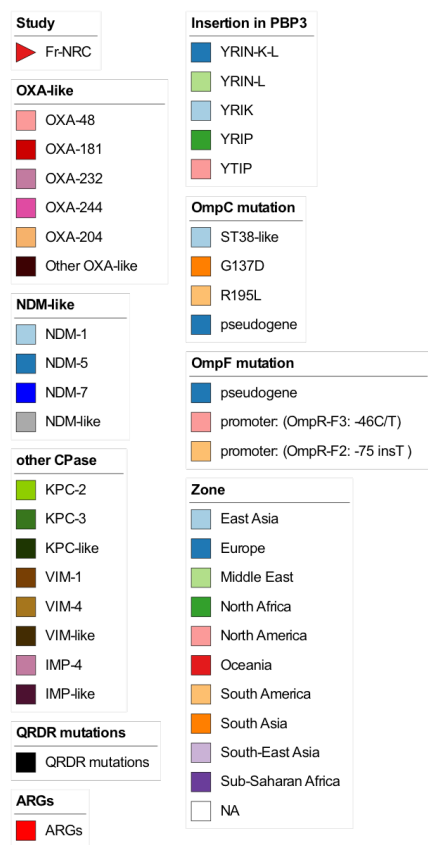 Study
Fr-NRC
OXA-like
OXA-48
OXA-181
OXA-232
OXA-244
OXA-204
Other OXA-like
NDM-like
NDM-1
NDM-5
NDM-7
NDM-like
other CPase
KPC-2
KPC-3
KPC-like
VIM-1
VIM-4
VIM-like
IMP-4
IMP-like
QRDR mutations
QRDR mutations
ARGs
ARGs
Insertion in PBP3
YRIN-K-L
YRIN-L
YRIK
YRIP
YTIP
OmpC mutation
ST38-like
G137D
R195L
pseudogene
OmpF mutation
pseudogene
promoter: (OmpR-F3: -46C/T)
promoter: (OmpR-F2: -75 insT )
Zone
East Asia
Europe
Middle East
North Africa
North America
Oceania
South America
South Asia
South-East Asia
Sub-Saharan Africa
NA